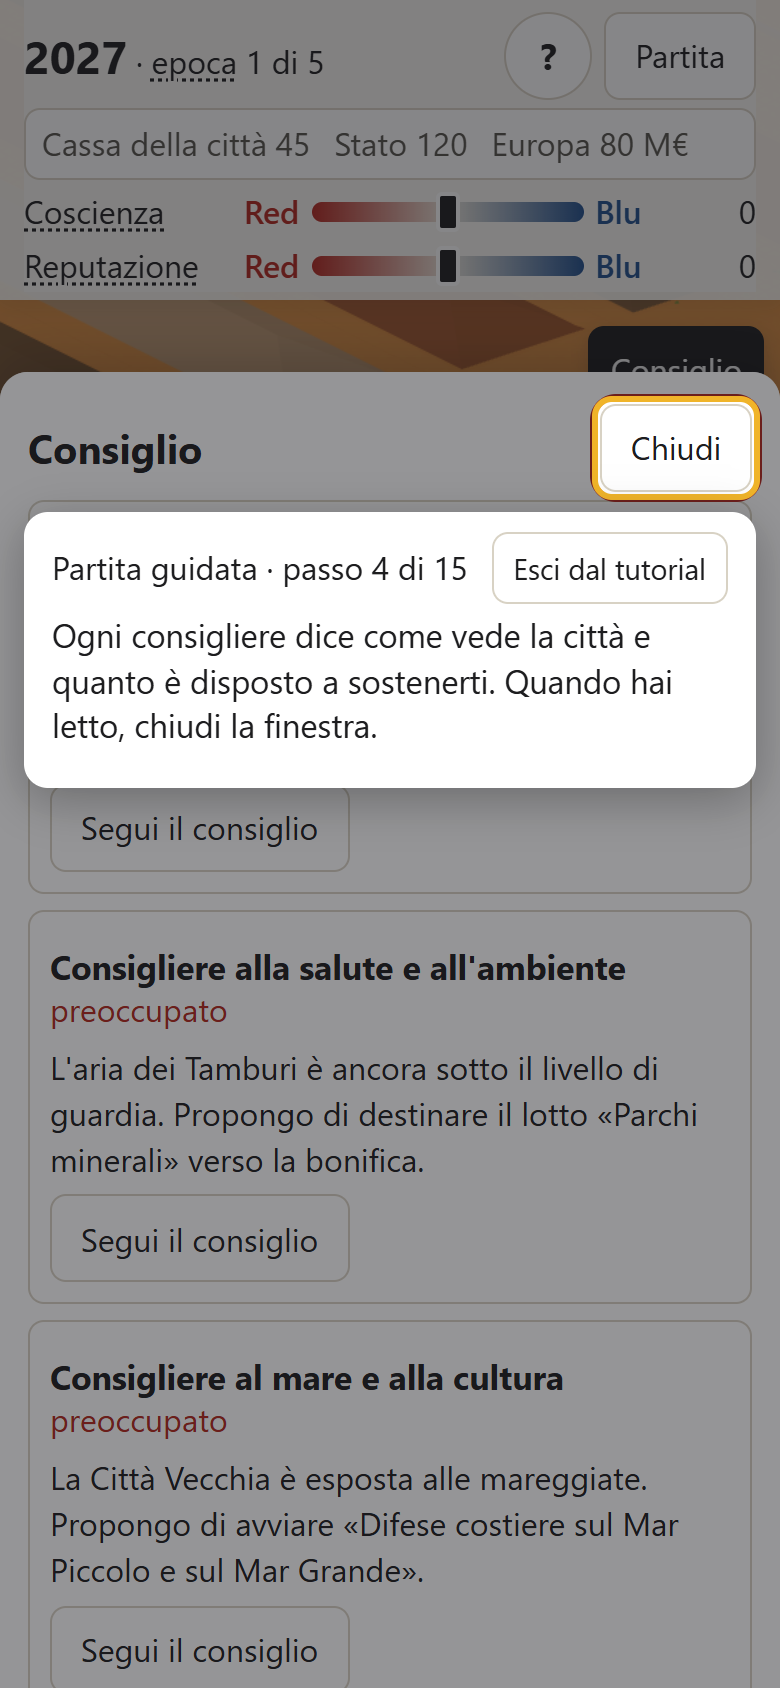 2027 · epoca 1 di 5
?
Partita
Cassa della città 45 Stato 120 Europa 80 M€
Coscienza Red Blu 0
Reputazione Red Blu 0
Consiglio
Consiglio
Chiudi
Partita guidata · passo 4 di 15
Esci dal tutorial
Ogni consigliere dice come vede la città e
quanto è disposto a sostenerti. Quando hai
letto, chiudi la finestra.
Segui il consiglio
Consigliere alla salute e all'ambiente
preoccupato
L'aria dei Tamburi è ancora sotto il livello di
guardia. Propongo di destinare il lotto «Parchi
minerali» verso la bonifica.
Segui il consiglio
Consigliere al mare e alla cultura
preoccupato
La Città Vecchia è esposta alle mareggiate.
Propongo di avviare «Difese costiere sul Mar
Piccolo e sul Mar Grande».
Segui il consiglio